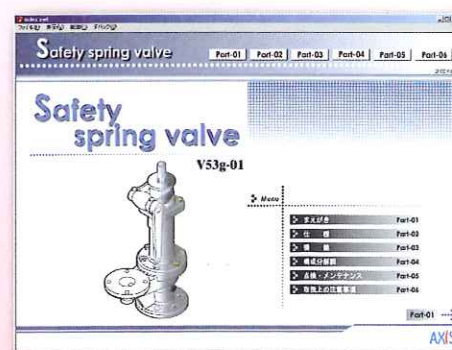 Safety spring valve
Part-01 Part-02 Part-03 Part-04 Part-05 Part-06
Safety
spring valve
V53g-01
Menu
まえがき Part-01
仕 様 Part-02
機 能 Part-03
構成分解図 Part-04
点検・メンテナンス Part-05
取扱上の注意事項 Part-06
Part-01
AXIS